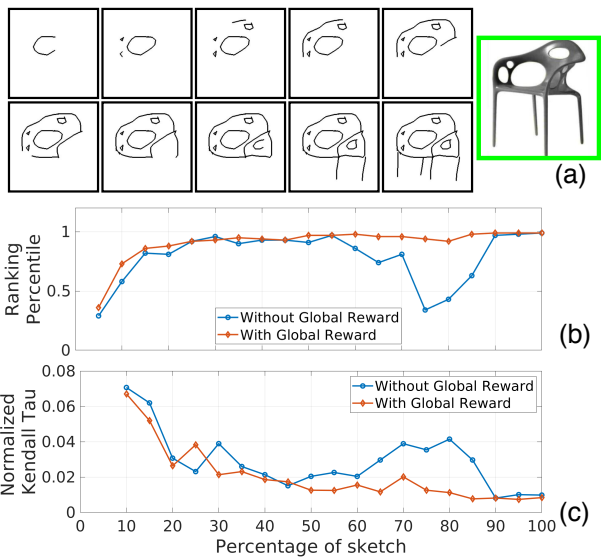 (a)
Ranking
Percentile
1
0.5
0
Without Global Reward
With Global Reward
(b)
Normalized
Kendall Tau
0.08
0.06
0.04
0.02
0
Without Global Reward
With Global Reward
(c)
0 10 20 30 40 50 60 70 80 90 100
Percentage of sketch